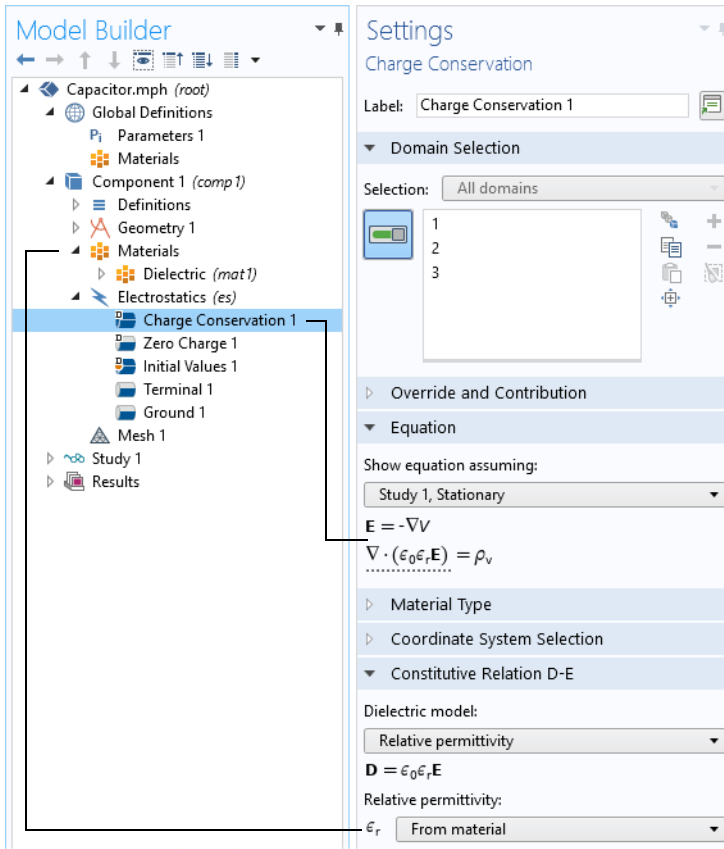 Model Builder
Capacitor.mph (root)
Global Definitions
Pi Parameters 1
Materials
Component 1 (comp1)
Definitions
Geometry 1
Materials
Dielectric (mat1)
Electrostatics (es)
D Charge Conservation 1
D Zero Charge 1
D Initial Values 1
Terminal 1
Ground 1
Mesh 1
Study 1
Results
Settings
Charge Conservation
Label: Charge Conservation 1
Domain Selection
Selection: All domains
1
2
3
Override and Contribution
Equation
Show equation assuming:
Study 1, Stationary
E = -∇V
∇ · (ϵ₀ϵᵣE) = ρᵥ
Material Type
Coordinate System Selection
Constitutive Relation D-E
Dielectric model:
Relative permittivity
D = ϵ₀ϵᵣE
Relative permittivity:
ϵᵣ From material